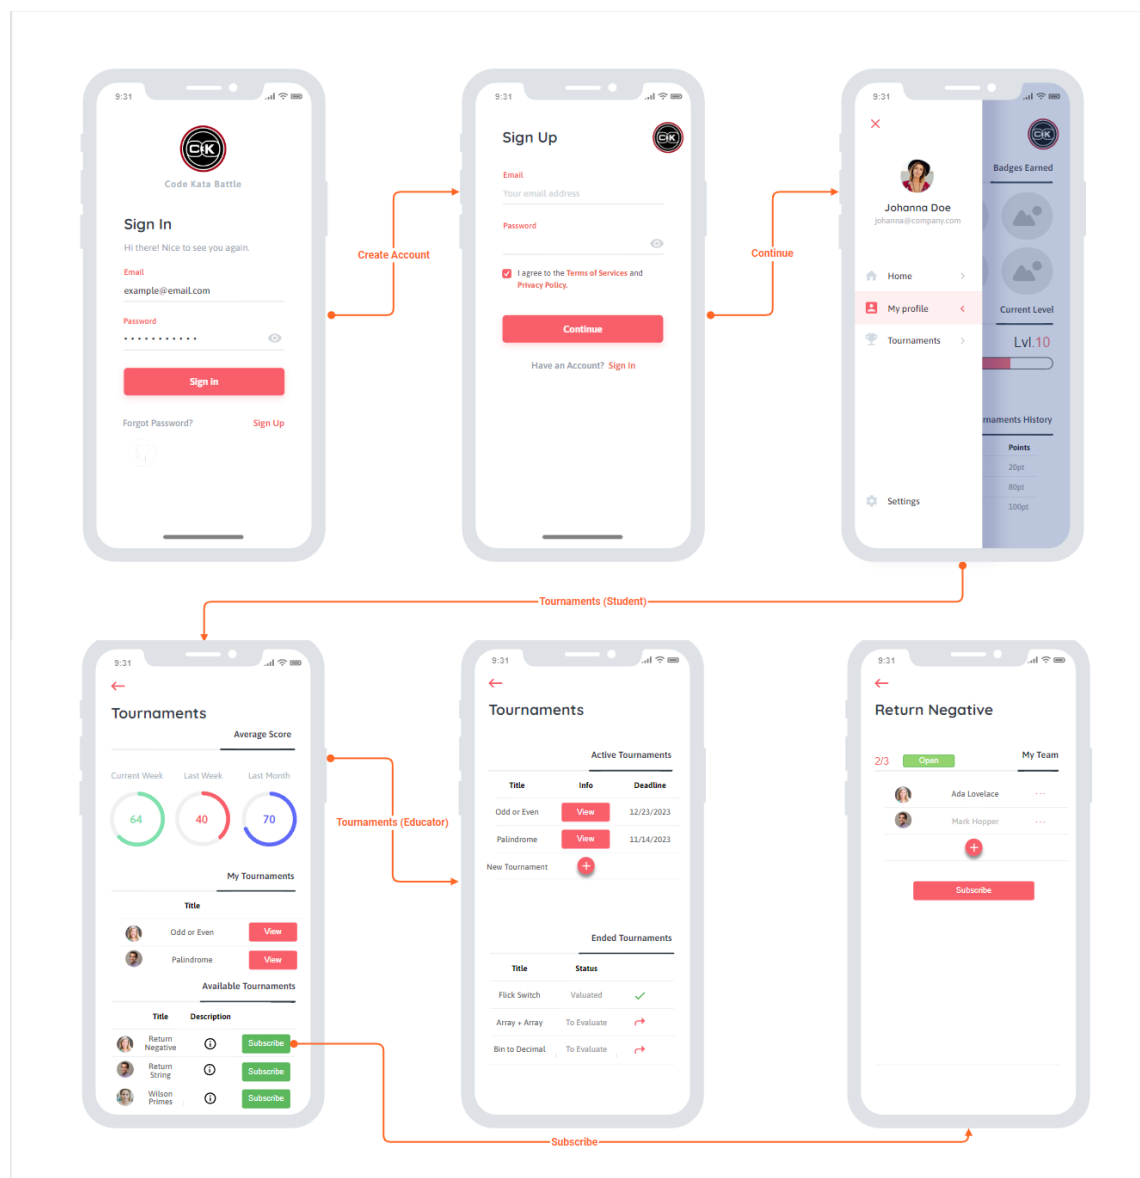 9:31
CK
Code Kata Battle
Sign In
Hi there! Nice to see you again.
Email
example@email.com
Password
Sign in
Forgot Password?
Sign Up
Create Account
9:31
Sign Up
CK
Email
Your email address
Password
I agree to the Terms of Services and
Privacy Policy.
Continue
Have an Account? Sign In
Continue
9:31
CK
Johanna Doe
johanna@company.com
Home
My profile
Tournaments
Settings
Badges Earned
Current Level
Lvl.10
rnaments History
Points
20pt
80pt
100pt
Tournaments (Student)
9:31
Tournaments
Average Score
Current Week Last Week Last Month
64 40 70
My Tournaments
Title
Odd or Even View
Palindrome View
Available Tournaments
Title Description
Return
Negative
Subscribe
Return
String
Subscribe
Wilson
Primes
Subscribe
Tournaments (Educator)
9:31
Tournaments
Active Tournaments
Title Info Deadline
Odd or Even View 12/23/2023
Palindrome View 11/14/2023
New Tournament
Ended Tournaments
Title Status
Flick Switch Valuated
Array + Array To Evaluate
Bin to Decimal To Evaluate
Subscribe
9:31
Return Negative
2/3 Open My Team
Ada Lovelace
Mark Hopper
Subscribe